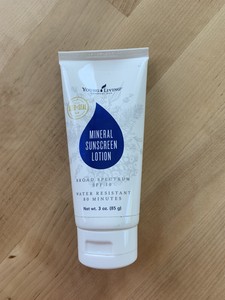 YOUNG LIVING
MINERAL
SUNSCREEN
LOTION
BROAD SPECTRUM
SPF 10
WATER RESISTANT
80 MINUTES
Net wt. 3 oz. (85 g)